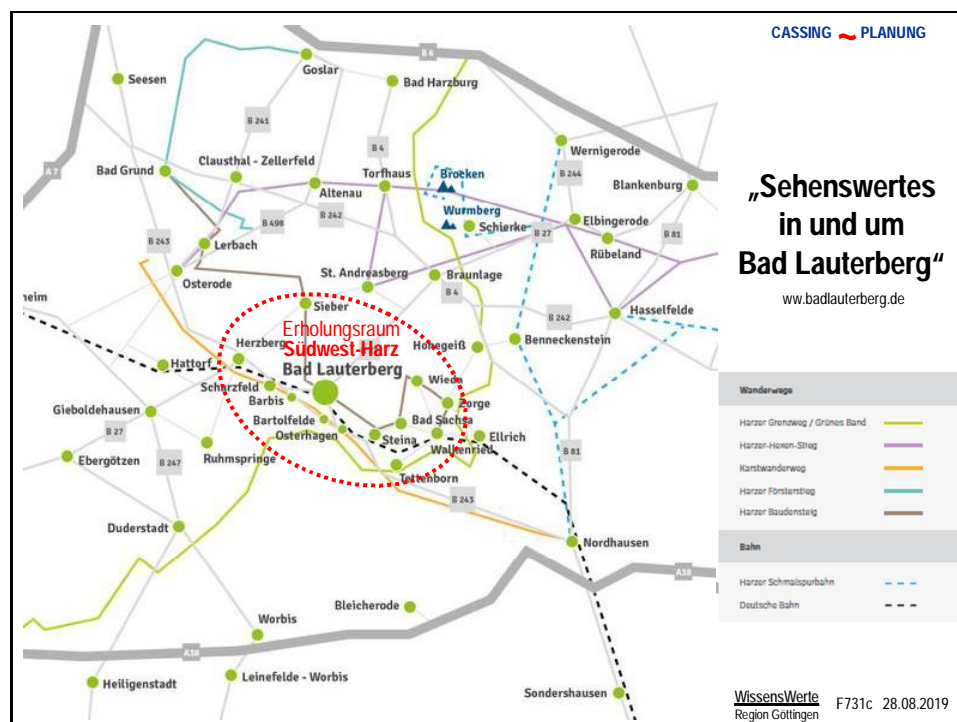 CASSING ~ PLANUNG
„Sehenswertes
in und um
Bad Lauterberg“
ww.badlauterberg.de
B 6
Goslar
Seesen
Bad Harzburg
B 241
B 4
Wernigerode
A 7
Bad Grund
Clausthal - Zellerfeld
Torfhaus
Brocken
B 244
Blankenburg
Altenau
B 498
B 242
Wurmberg
Schierke
Elbingerode
B 27
B 81
B 243
Lerbach
Rübeland
Osterode
St. Andreasberg
Braunlage
B 4
heim
Sieber
B 242
Hasselfelde
Erholungsraum
Südwest-Harz
Bad Lauterberg
Herzberg
Hohegeiß
Benneckenstein
Hattorf
Scharzfeld
Barbis
Wieda
Zorge
Gieboldehausen
Bartolfelde
Bad Sachsa
B 27
Osterhagen
Steina
Ellrich
Walkenried
Ruhmspringe
Ebergötzen
B 247
B 81
Tettenborn
B 243
Duderstadt
Nordhausen
A38
Bleicherode
Worbis
A38
Heiligenstadt
Leinefelde - Worbis
Sondershausen
Wanderwege
Harzer Grenzweg / Grünes Band
Harzer-Hexen-Stieg
Karstwanderweg
Harzer Försterstieg
Harzer Baudensteig
Bahn
Harzer Schmalspurbahn
Deutsche Bahn
WissensWerte
Region Göttingen
F731c 28.08.2019